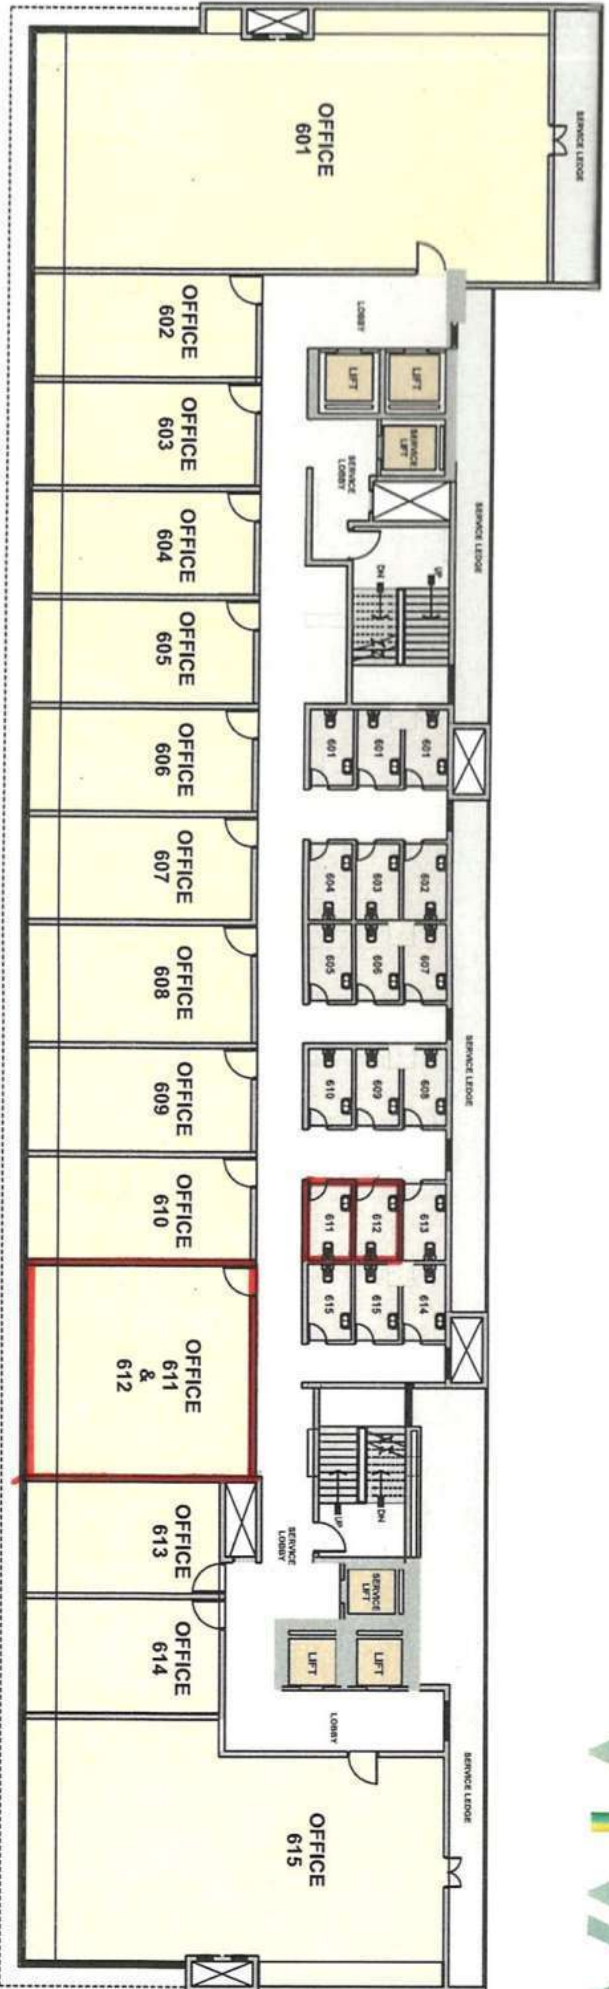 OFFICE
601
SERVICE LEDGE
OFFICE
602
OFFICE
603
OFFICE
604
OFFICE
605
OFFICE
606
OFFICE
607
OFFICE
608
OFFICE
609
OFFICE
610
OFFICE
611
&
612
OFFICE
613
OFFICE
614
OFFICE
615
LOBBY
LIFT
LIFT
SERVICE
LIFT
SERVICE
LOBBY
SERVICE LEDGE
DN
UP
601
601
601
604
603
602
605
606
607
SERVICE LEDGE
610
609
608
611
612
613
615
615
614
UP
DN
SERVICE
LOBBY
SERVICE
LIFT
LIFT
LIFT
LOBBY
SERVICE LEDGE